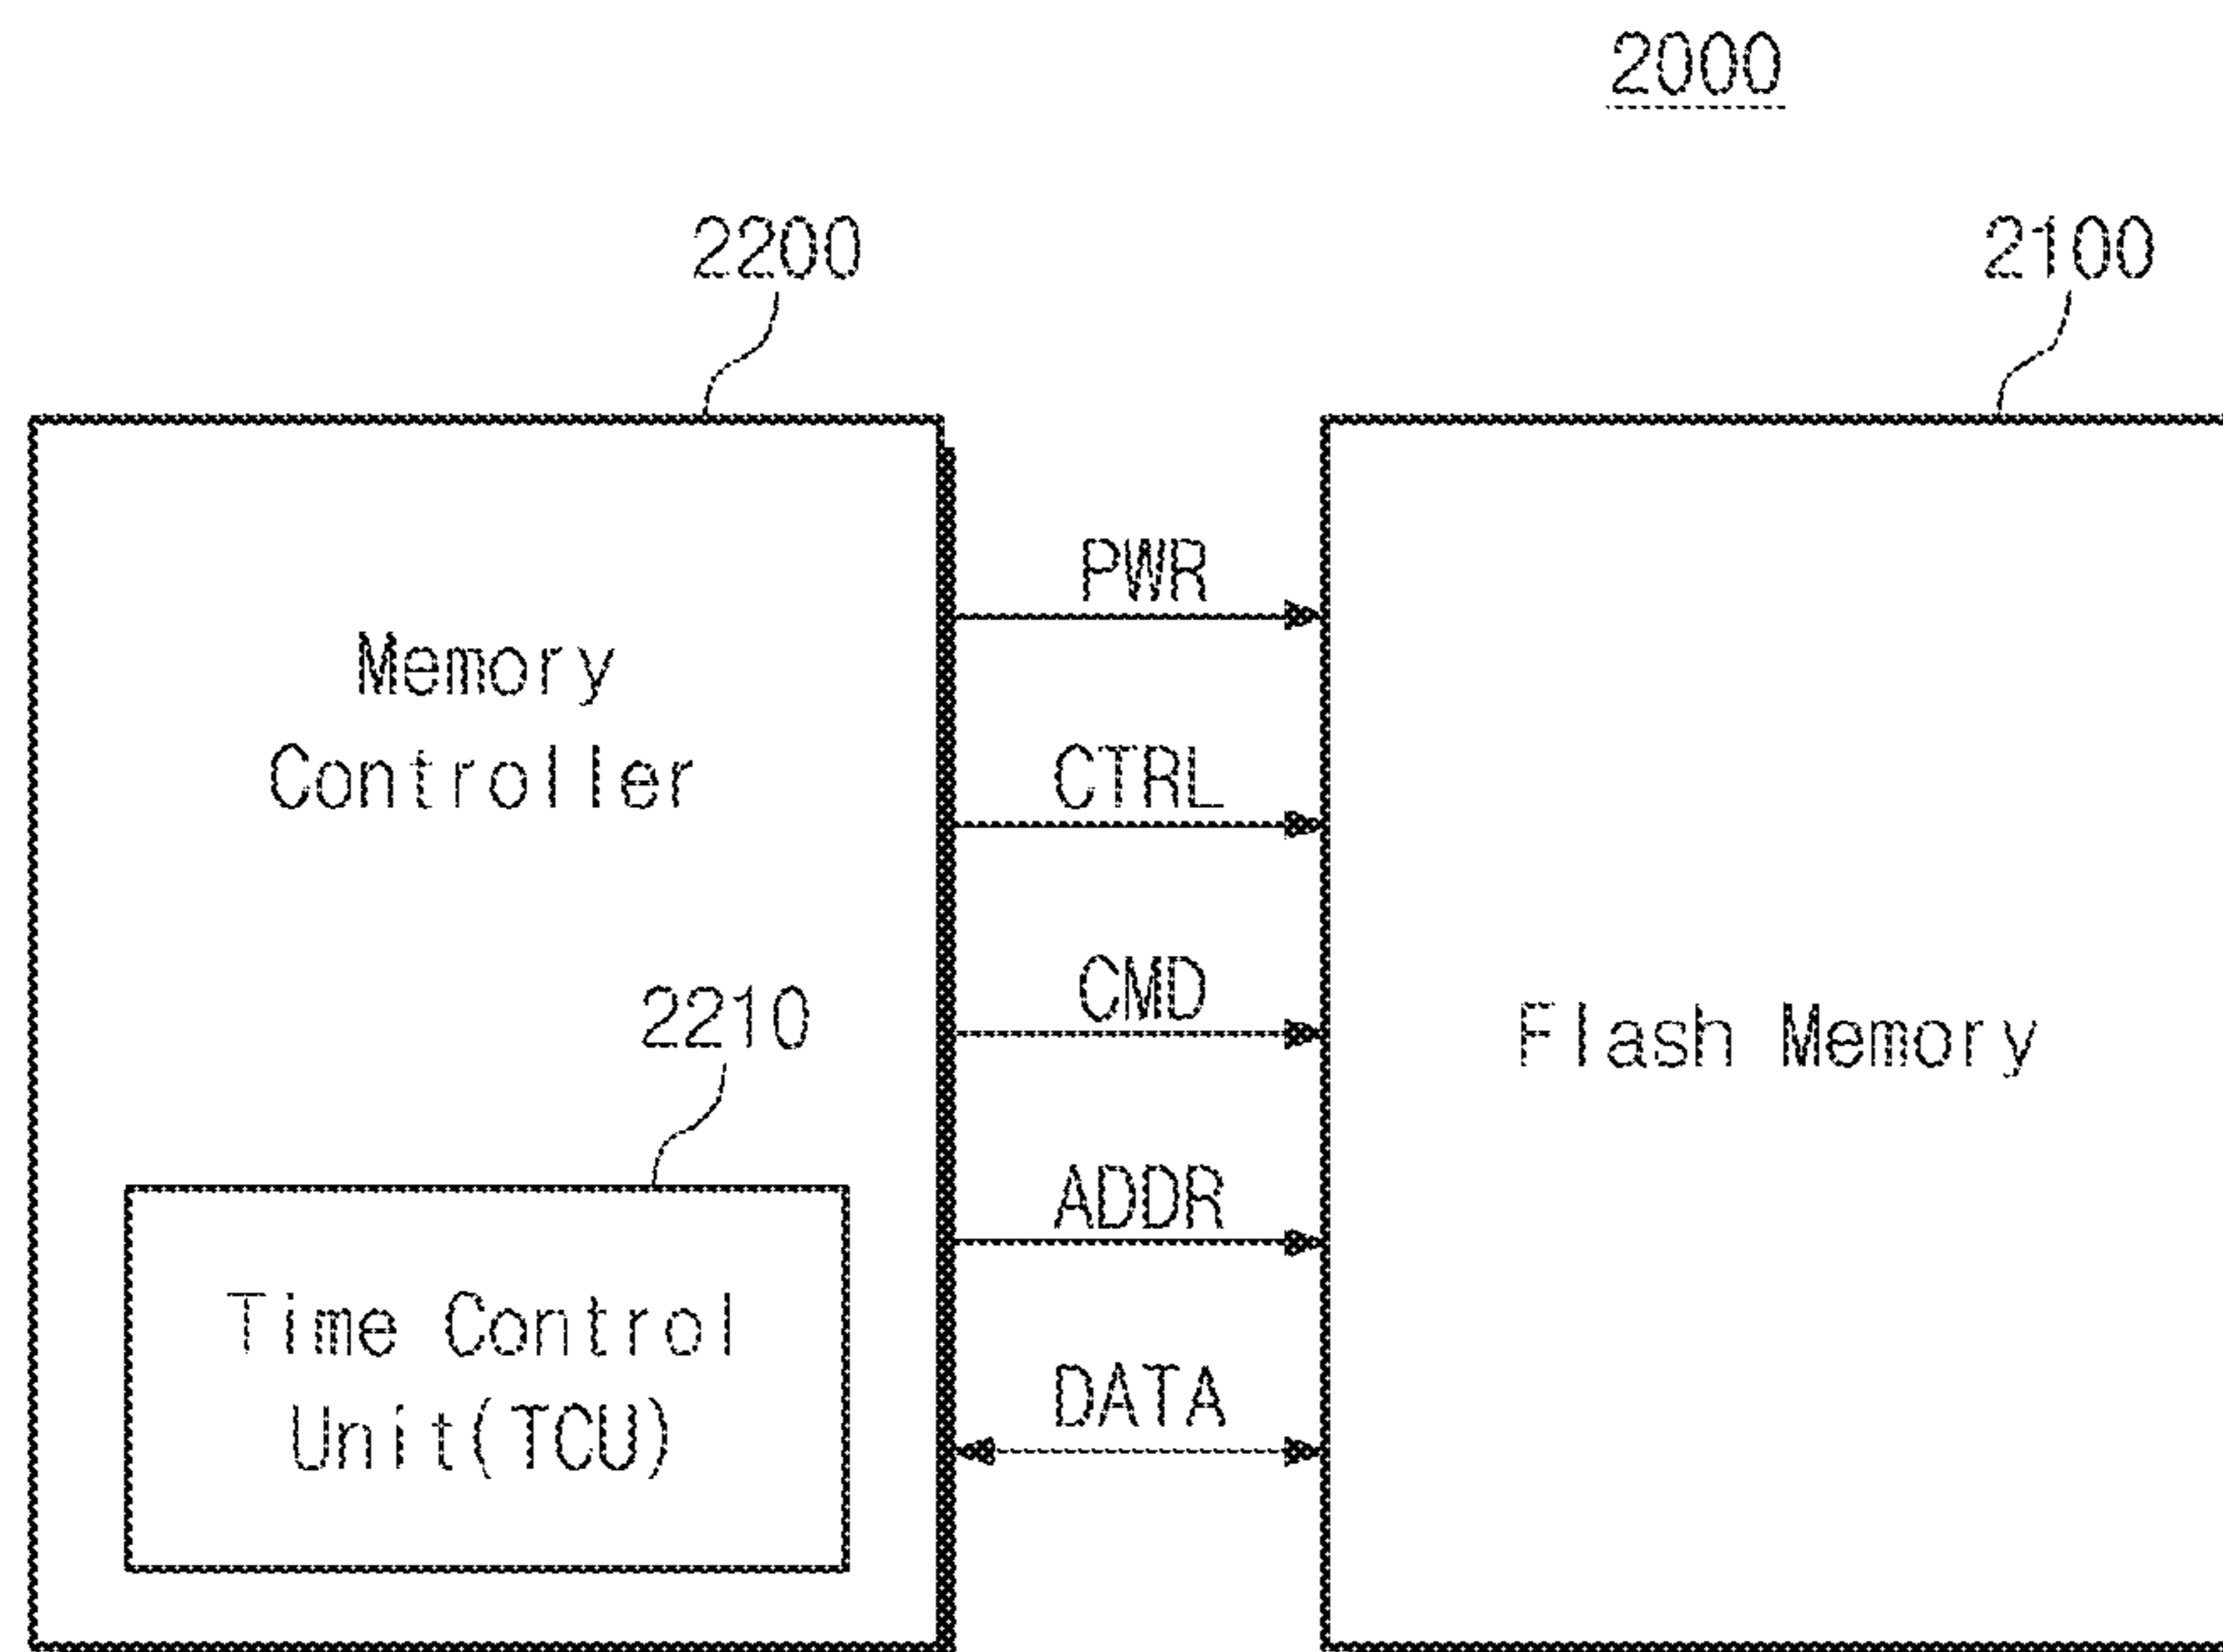 2000
2200
2100
PWR
Memory
Controller
CTRL
CMD
2210
Flash Memory
ADDR
Time Control
Unit(TCU)
DATA